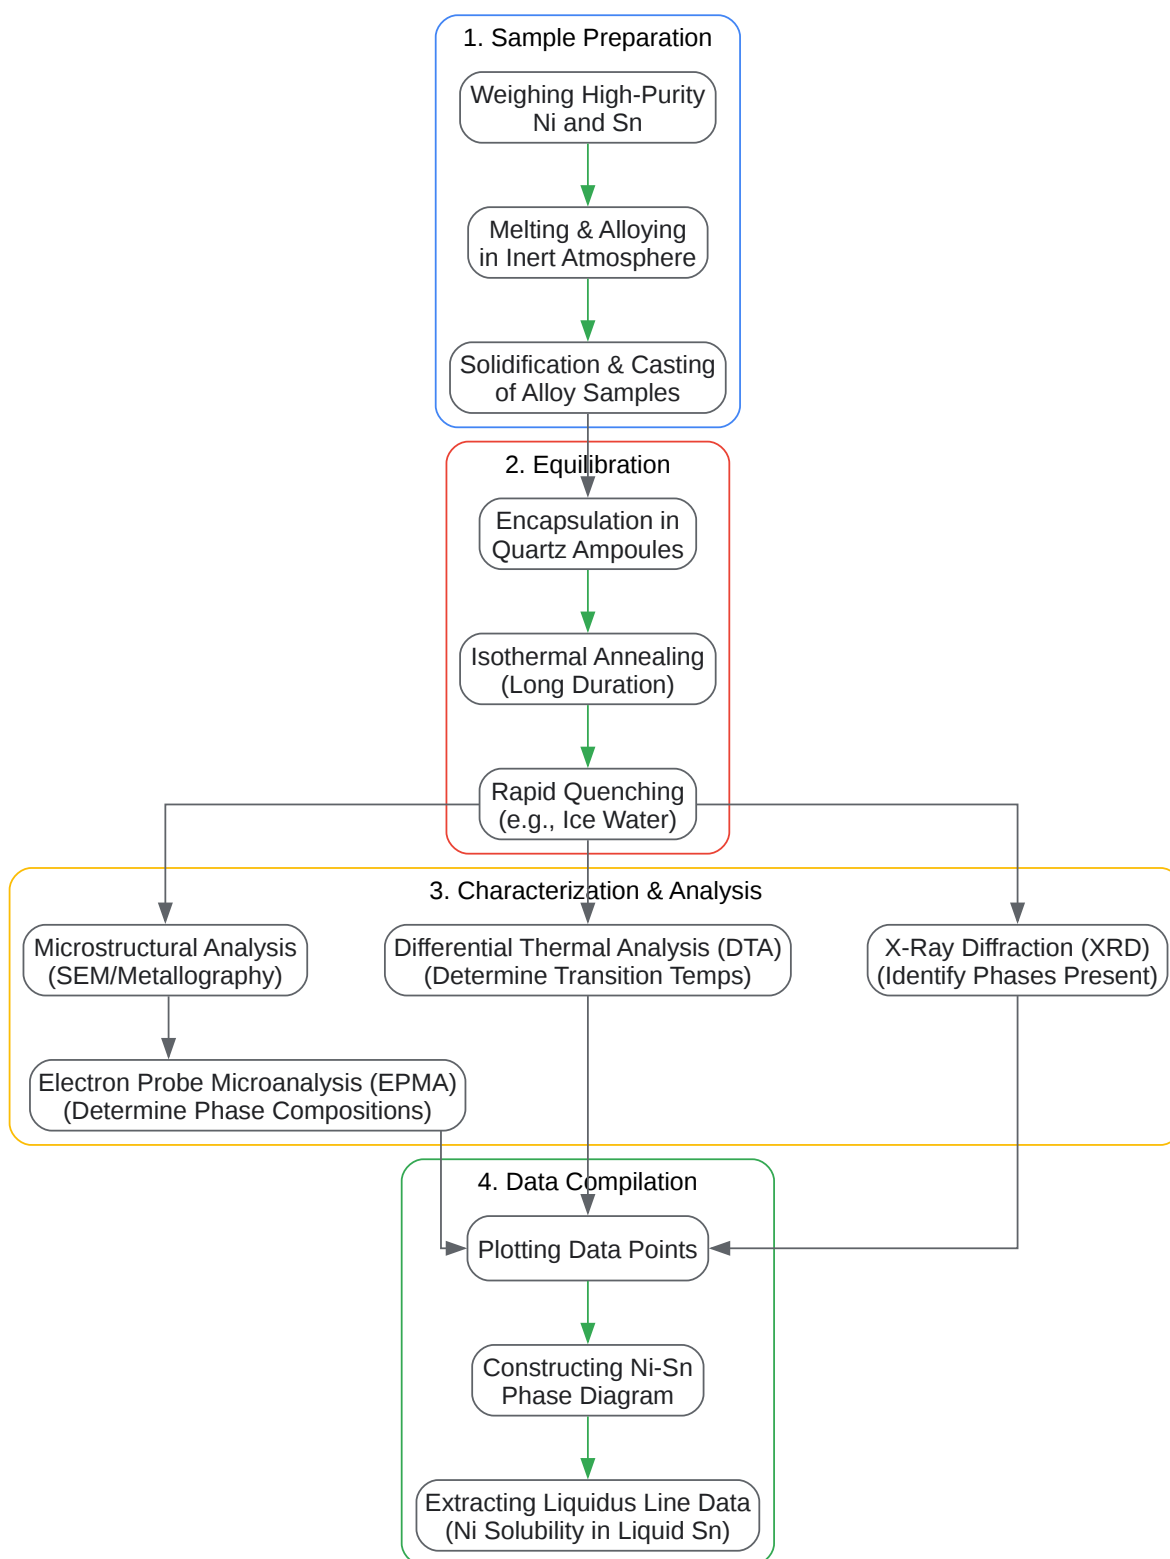 1. Sample Preparation
Weighing High-Purity
Ni and Sn
Melting & Alloying
in Inert Atmosphere
Solidification & Casting
of Alloy Samples
2. Equilibration
Encapsulation in
Quartz Ampoules
Isothermal Annealing
(Long Duration)
Rapid Quenching
(e.g., Ice Water)
3. Characterization & Analysis
Microstructural Analysis
(SEM/Metallography)
Differential Thermal Analysis (DTA)
(Determine Transition Temps)
X-Ray Diffraction (XRD)
(Identify Phases Present)
Electron Probe Microanalysis (EPMA)
(Determine Phase Compositions)
4. Data Compilation
Plotting Data Points
Constructing Ni-Sn
Phase Diagram
Extracting Liquidus Line Data
(Ni Solubility in Liquid Sn)